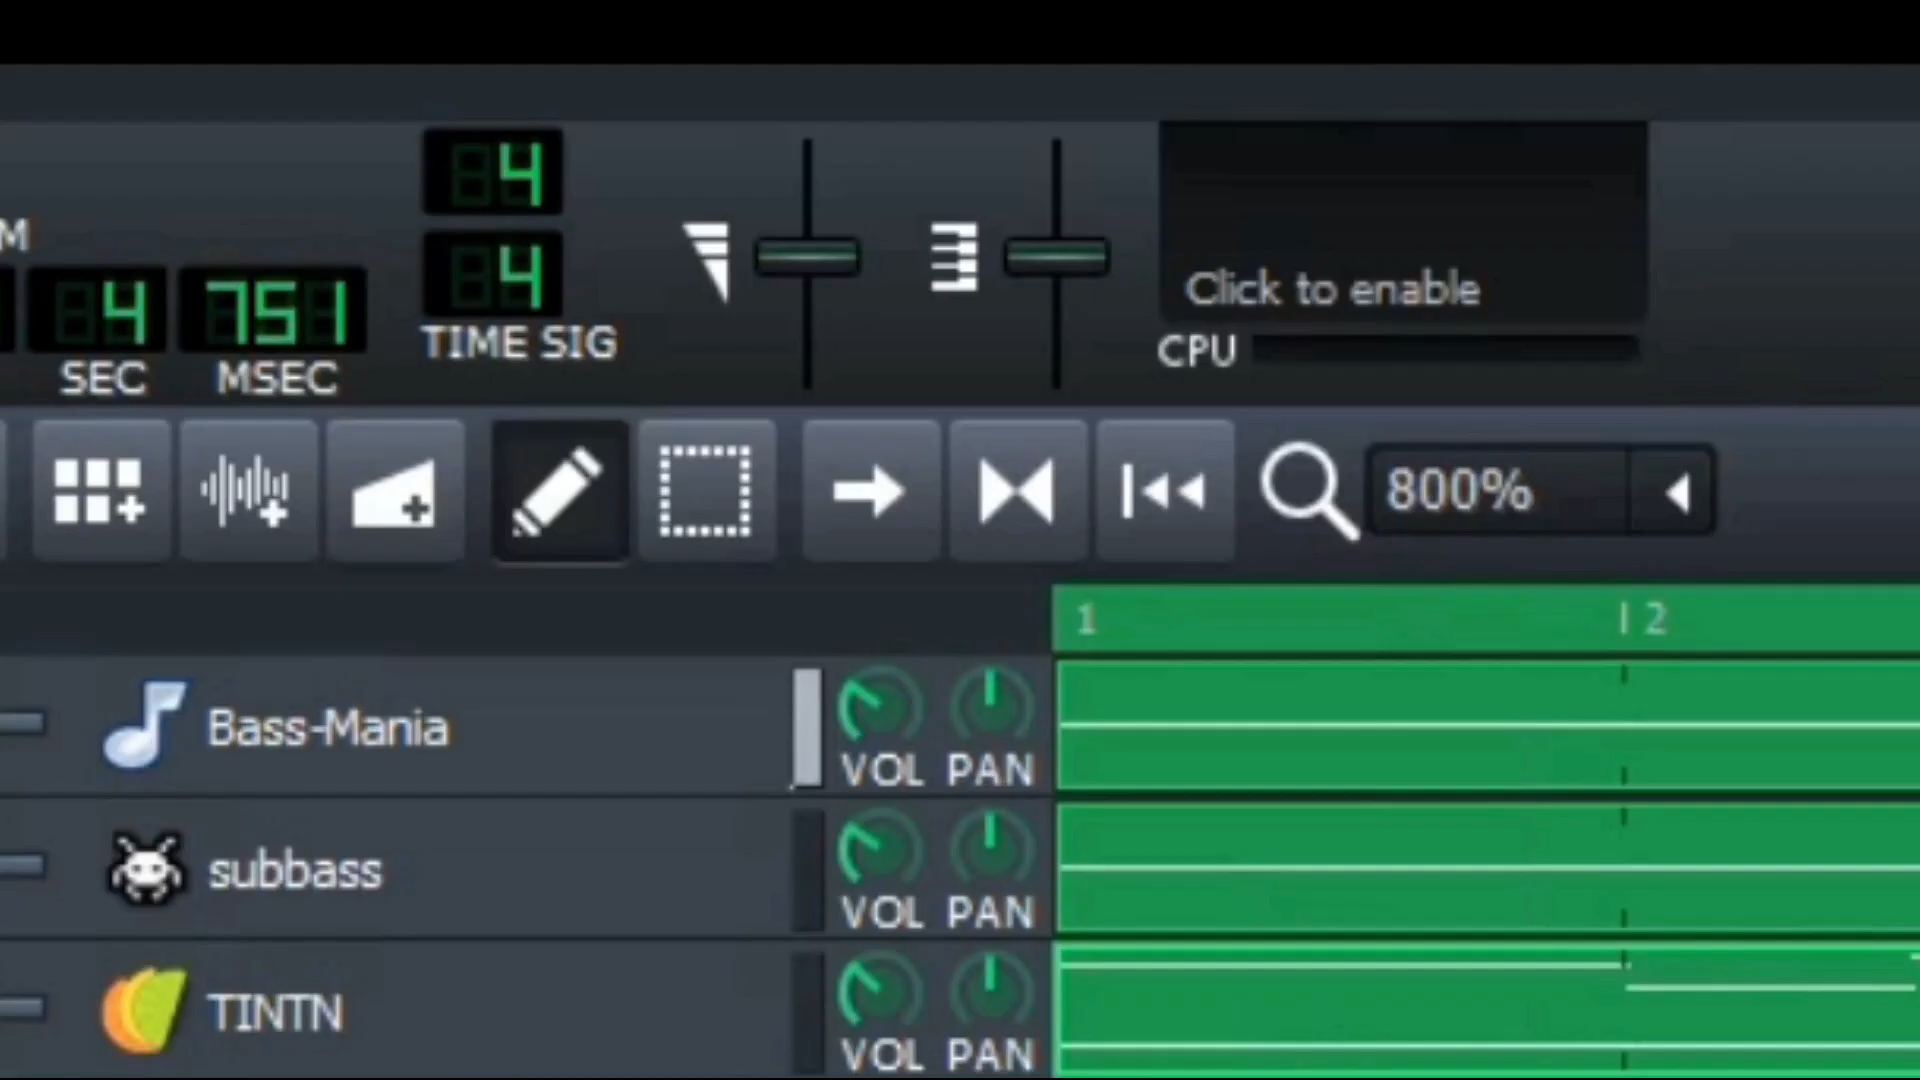 4
4
M
4 751
TIME SIG
SEC MSEC
Click to enable
CPU
800%
1 2
Bass-Mania VOL PAN
subbass VOL PAN
TINTN VOL PAN